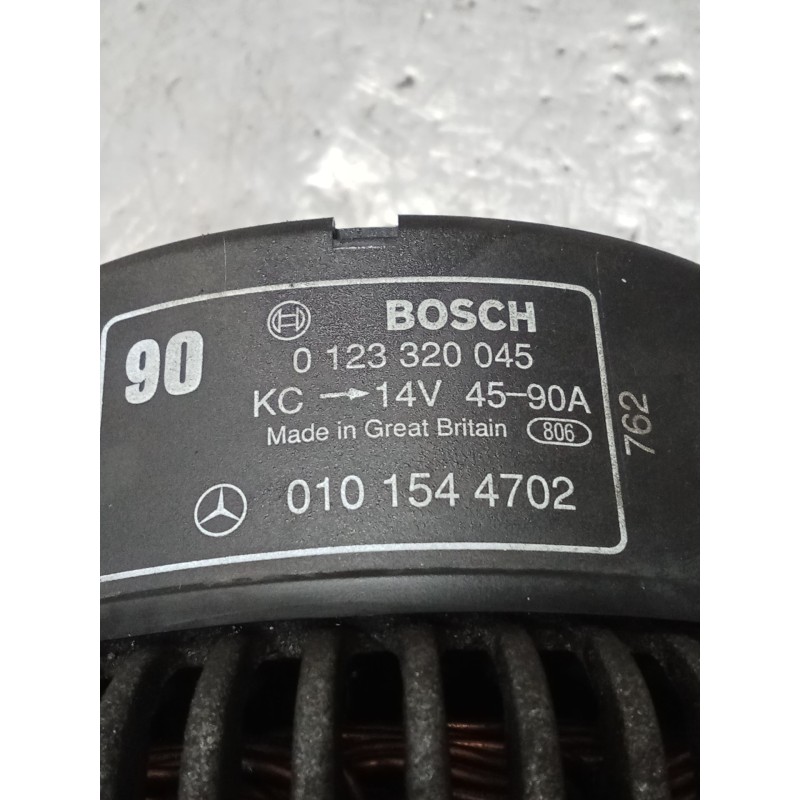 90
BOSCH
0 123 320 045
KC → 14V 45-90A
Made in Great Britain 806
762
010 154 4702